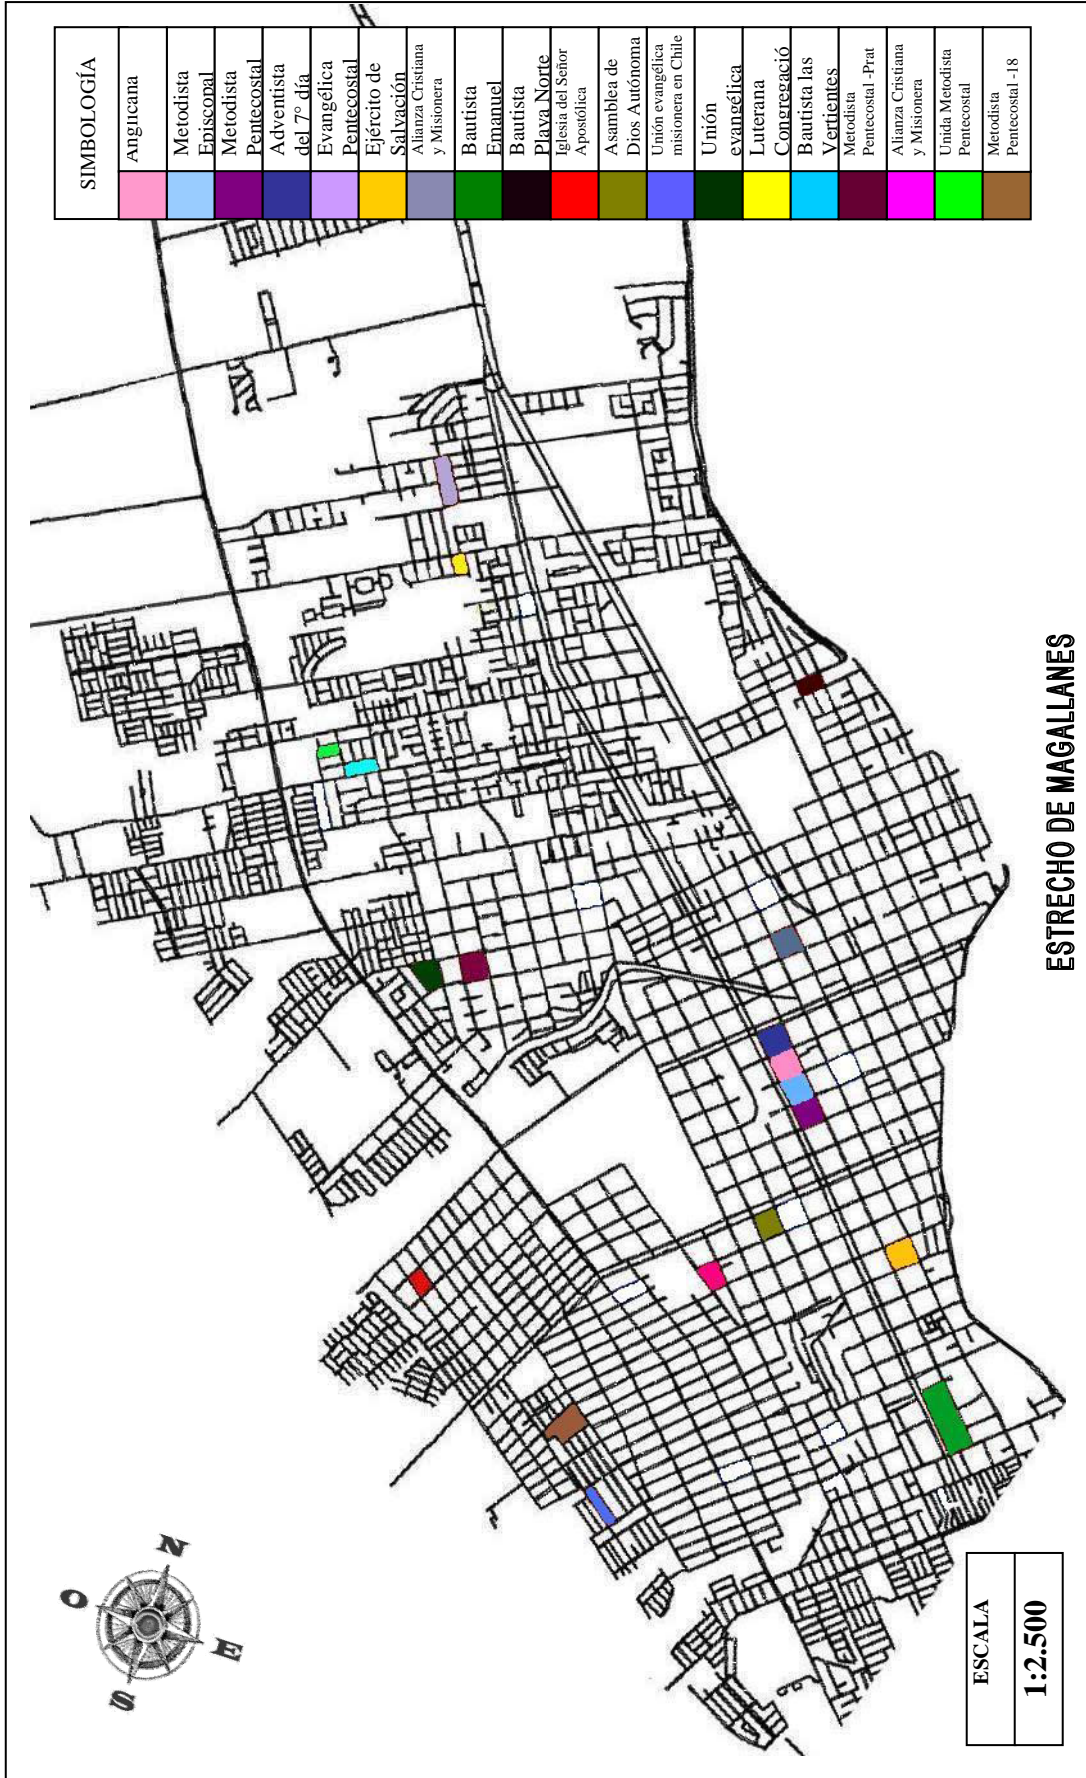 SIMBOLOGÍA
Anglicana
Metodista
Episcopal
Metodista
Pentecostal
Adventista
del 7° día
Evangélica
Pentecostal
Ejército de
Salvación
Alianza Cristiana
y Misionera
Bautista
Emanuel
Bautista
Playa Norte
Iglesia del Señor
Apostólica
Asamblea de
Dios Autónoma
Unión evangélica
misionera en Chile
Unión
evangélica
Luterana
Congregació
Bautista las
Vertientes
Metodista
Pentecostal -Prat
Alianza Cristiana
y Misionera
Unida Metodista
Pentecostal
Metodista
Pentecostal -18
ESTRECHO DE MAGALLANES
N
O
E
S
ESCALA
1:2.500